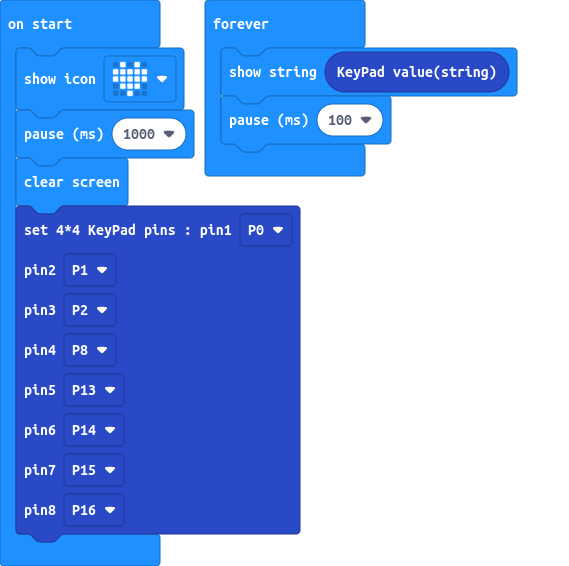 on start
show icon
pause (ms) 1000
clear screen
set 4*4 KeyPad pins : pin1 P0
pin2 P1
pin3 P2
pin4 P8
pin5 P13
pin6 P14
pin7 P15
pin8 P16
forever
show string KeyPad value(string)
pause (ms) 100